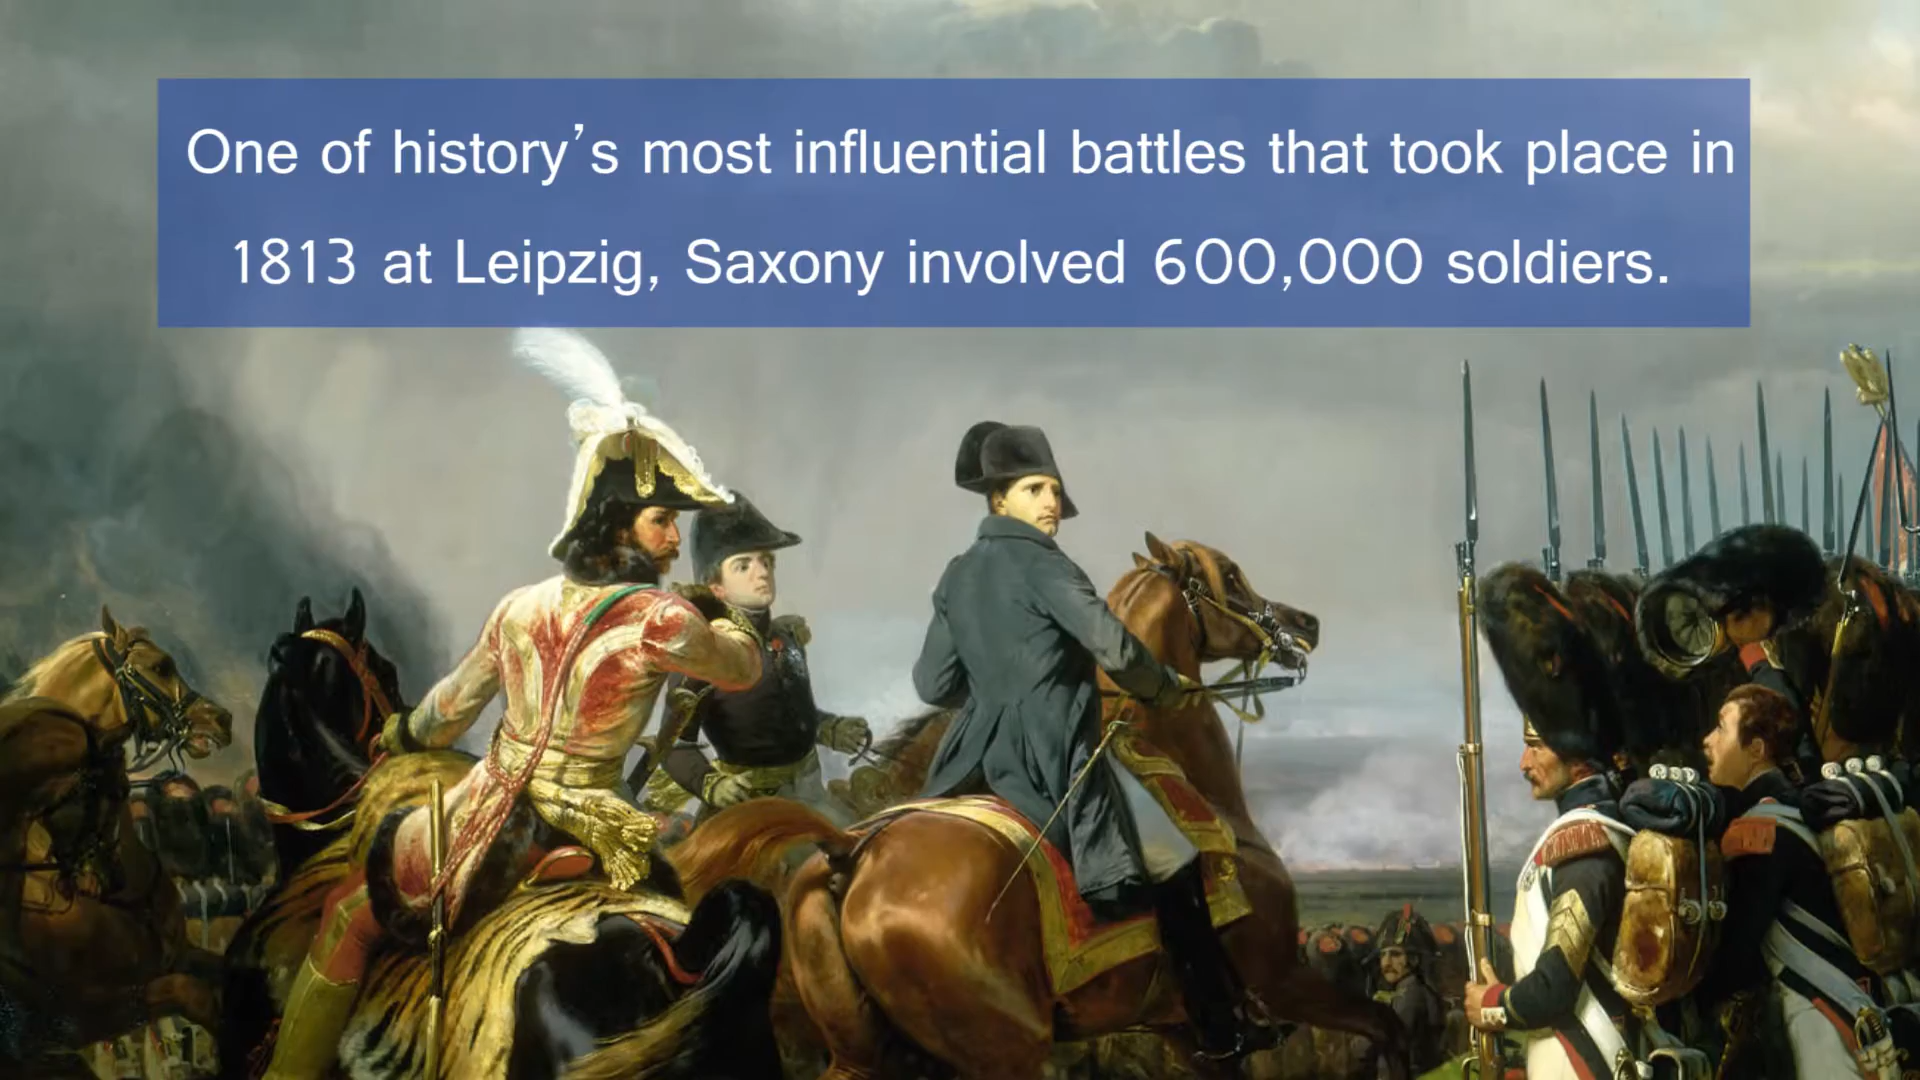 One of history’s most influential battles that took place in
1813 at Leipzig, Saxony involved 600,000 soldiers.